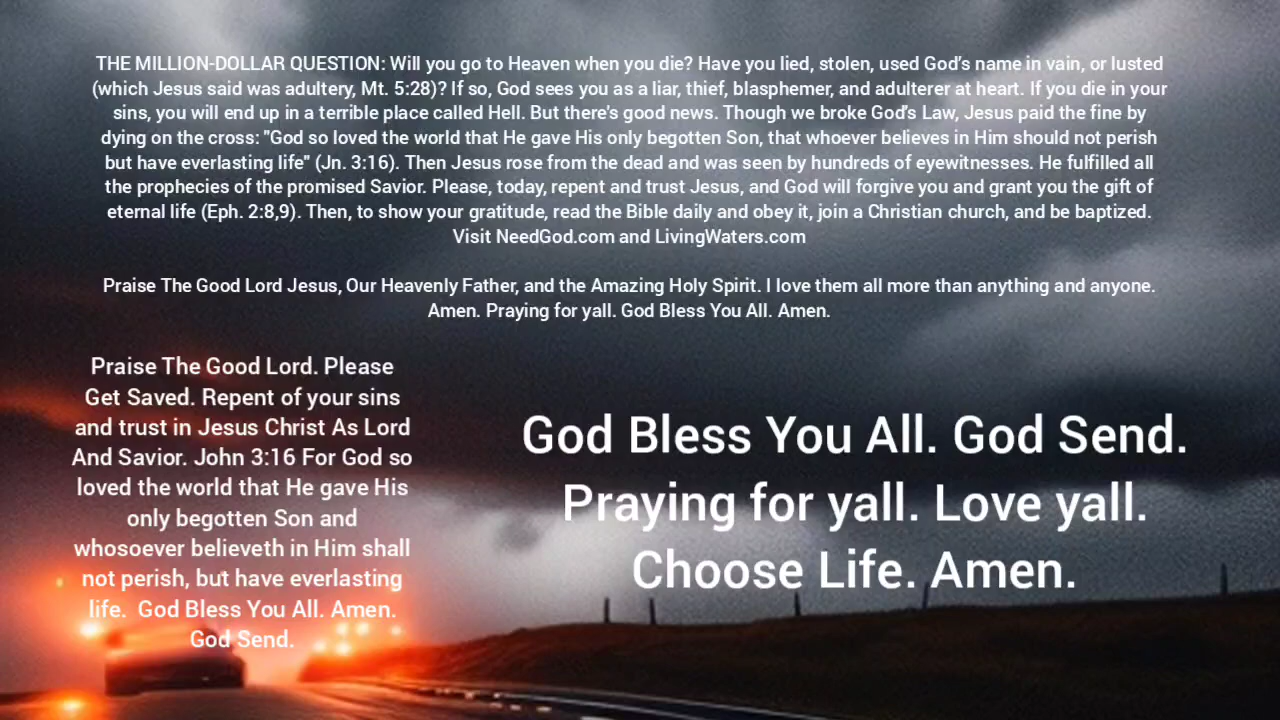 THE MILLION-DOLLAR QUESTION: Will you go to Heaven when you die? Have you lied, stolen, used God's name in vain, or lusted
(which Jesus said was adultery, Mt. 5:28)? If so, God sees you as a liar, thief, blasphemer, and adulterer at heart. If you die in your
sins, you will end up in a terrible place called Hell. But there's good news. Though we broke God's Law, Jesus paid the fine by
dying on the cross: "God so loved the world that He gave His only begotten Son, that whoever believes in Him should not perish
but have everlasting life" (Jn. 3:16). Then Jesus rose from the dead and was seen by hundreds of eyewitnesses. He fulfilled all
the prophecies of the promised Savior. Please, today, repent and trust Jesus, and God will forgive you and grant you the gift of
eternal life (Eph. 2:8,9). Then, to show your gratitude, read the Bible daily and obey it, join a Christian church, and be baptized.
Visit NeedGod.com and LivingWaters.com
Praise The Good Lord Jesus, Our Heavenly Father, and the Amazing Holy Spirit. I love them all more than anything and anyone.
Amen. Praying for yall. God Bless You All. Amen.
Praise The Good Lord. Please
Get Saved. Repent of your sins
and trust in Jesus Christ As Lord
And Savior. John 3:16 For God so
loved the world that He gave His
only begotten Son and
whosoever believeth in Him shall
not perish, but have everlasting
life.  God Bless You All. Amen.
God Send.
God Bless You All. God Send.
Praying for yall. Love yall.
Choose Life. Amen.